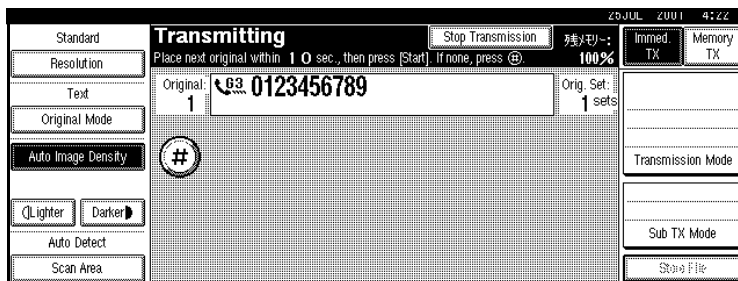 25JUL 2001 4:22
Standard
Resolution
Text
Original Mode
Auto Image Density
Lighter
Darker
Auto Detect
Scan Area
Transmitting
Stop Transmission
Place next original within 10 sec., then press [Start]. If none, press (#).
残メモリー:
100%
Original:
1
G3 0123456789
Orig. Set:
1 sets
#
Immed. TX
Memory TX
Transmission Mode
Sub TX Mode
Store File